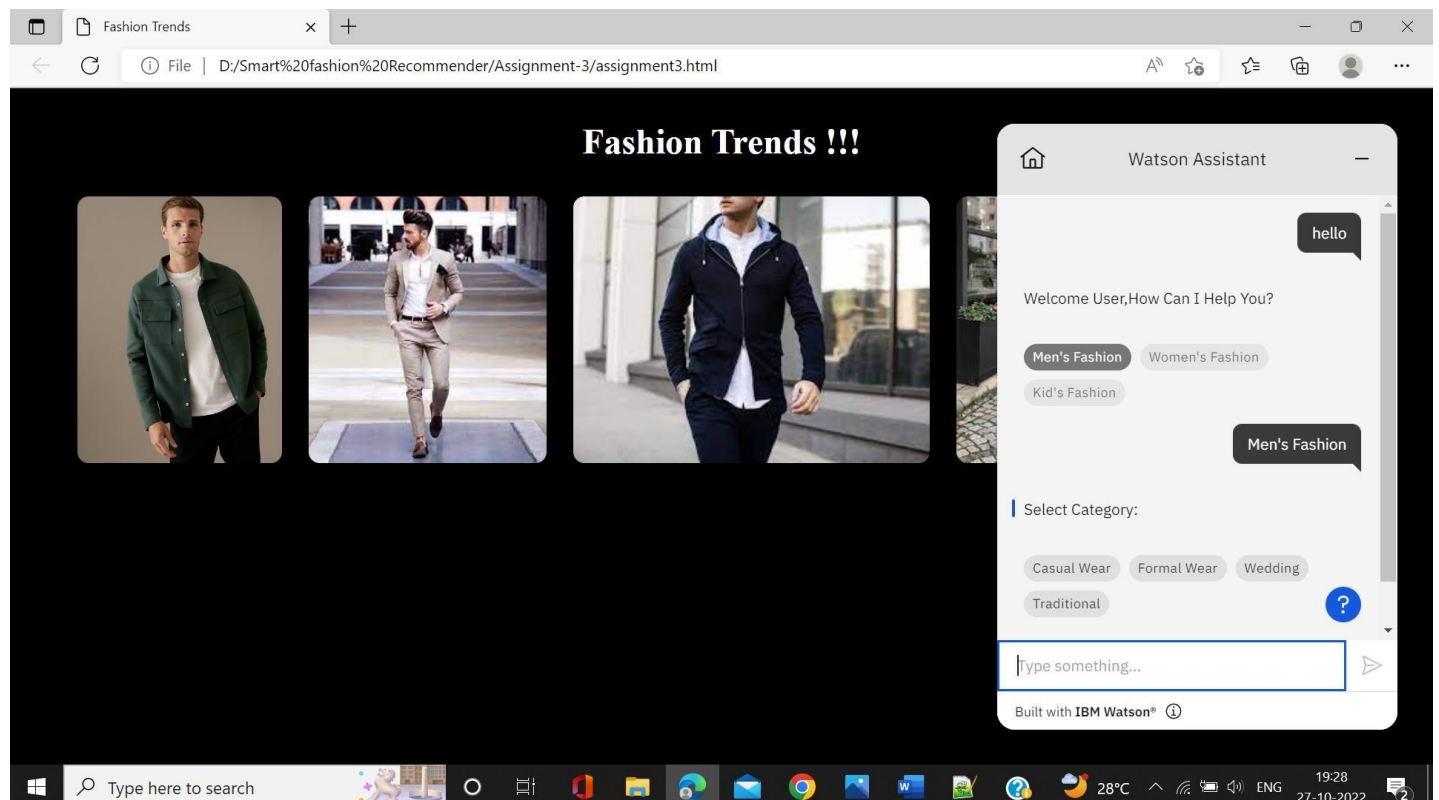 Fashion Trends
File | D:/Smart%20fashion%20Recommender/Assignment-3/assignment3.html
Fashion Trends !!!
Watson Assistant
hello
Welcome User,How Can I Help You?
Men's Fashion Women's Fashion
Kid's Fashion
Men's Fashion
Select Category:
Casual Wear Formal Wear Wedding
Traditional
?
Type something...
Built with IBM Watson®
Type here to search
28°C ENG
19:28
27-10-2022
2